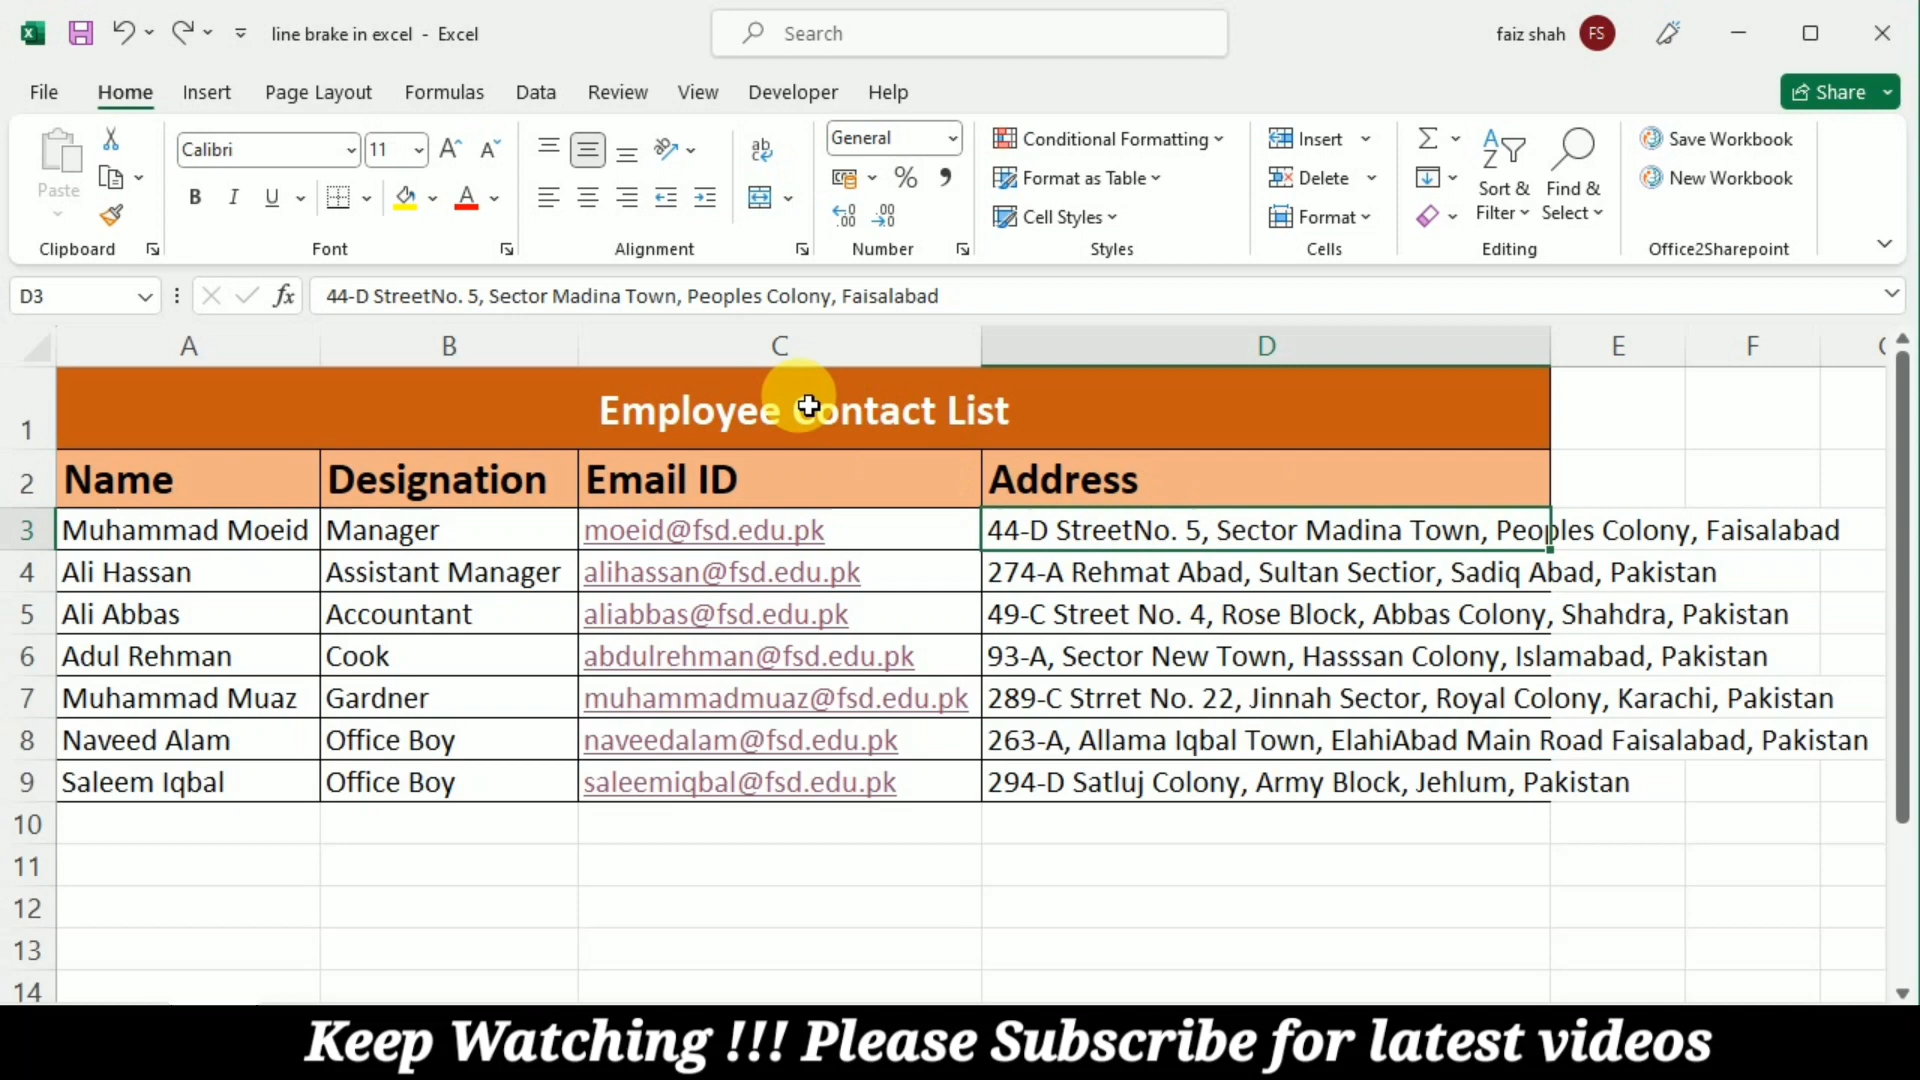 line brake in excel - Excel
Search
faiz shah FS
File Home Insert Page Layout Formulas Data Review View Developer Help Share
Paste
Clipboard
Calibri 11
B I U A
Font
ab
Alignment
General
% ,
Number
Conditional Formatting
Format as Table
Cell Styles
Styles
Insert
Delete
Format
Cells
Sort & Filter
Find & Select
Editing
Save Workbook
New Workbook
Office2Sharepoint
D3 fx 44-D StreetNo. 5, Sector Madina Town, Peoples Colony, Faisalabad
A B C D E F
1 Employee Contact List
2 Name Designation Email ID Address
3 Muhammad Moeid Manager moeid@fsd.edu.pk 44-D StreetNo. 5, Sector Madina Town, Peoples Colony, Faisalabad
4 Ali Hassan Assistant Manager alihassan@fsd.edu.pk 274-A Rehmat Abad, Sultan Sectior, Sadiq Abad, Pakistan
5 Ali Abbas Accountant aliabbas@fsd.edu.pk 49-C Street No. 4, Rose Block, Abbas Colony, Shahdra, Pakistan
6 Adul Rehman Cook abdulrehman@fsd.edu.pk 93-A, Sector New Town, Hasssan Colony, Islamabad, Pakistan
7 Muhammad Muaz Gardner muhammadmuaz@fsd.edu.pk 289-C Strret No. 22, Jinnah Sector, Royal Colony, Karachi, Pakistan
8 Naveed Alam Office Boy naveedalam@fsd.edu.pk 263-A, Allama Iqbal Town, ElahiAbad Main Road Faisalabad, Pakistan
9 Saleem Iqbal Office Boy saleemiqbal@fsd.edu.pk 294-D Satluj Colony, Army Block, Jehlum, Pakistan
10
11
12
13
14
Keep Watching !!! Please Subscribe for latest videos